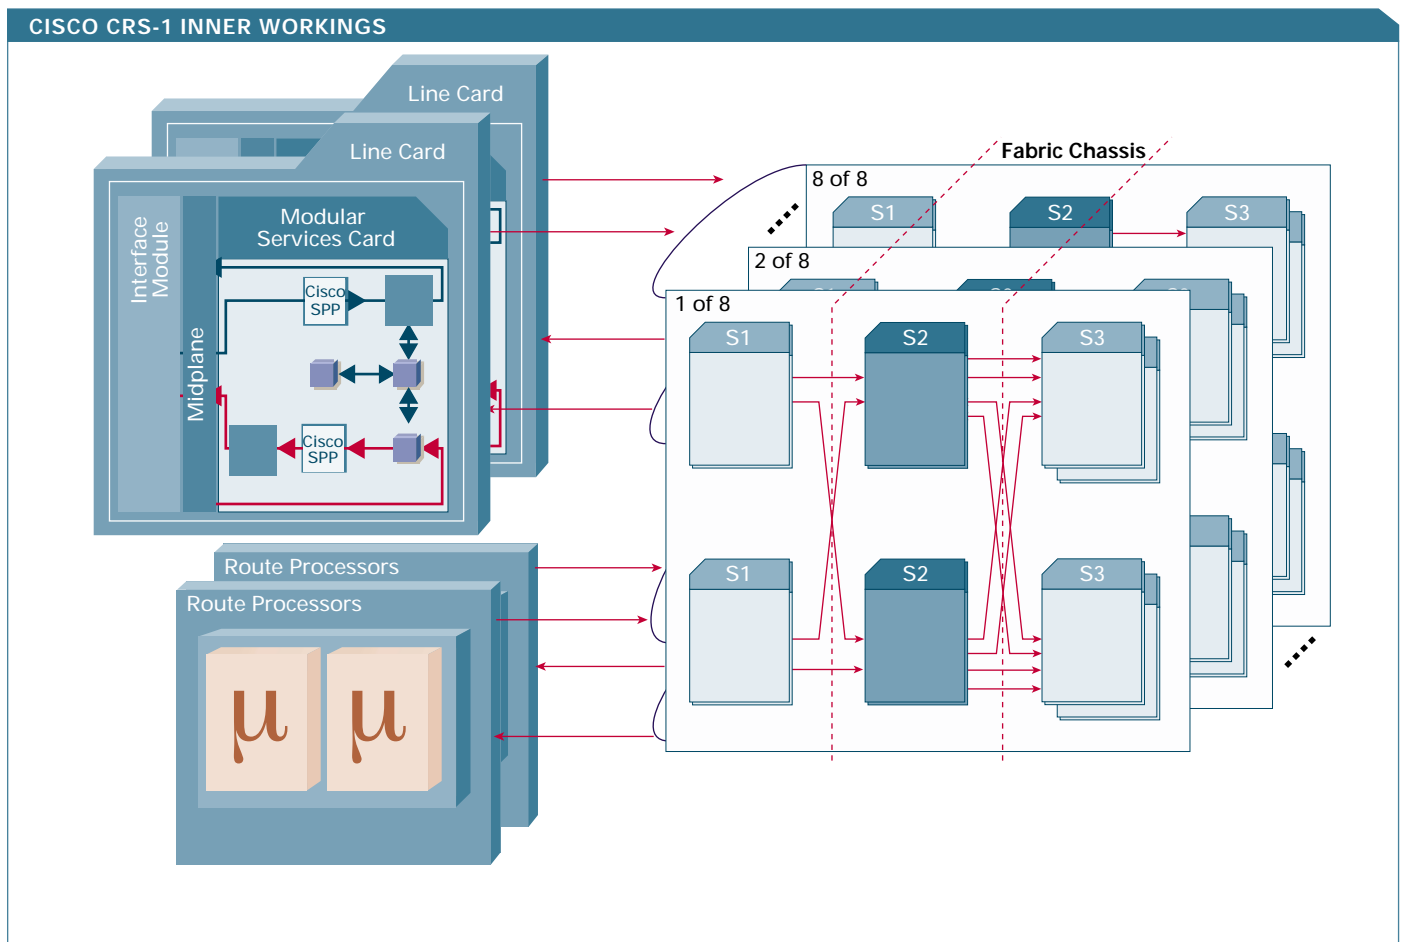 CISCO CRS-1 INNER WORKINGS
Line Card
Line Card
Interface
Module
Midplane
Modular
Services Card
Cisco
SPP
Cisco
SPP
Route Processors
Route Processors
μ
μ
Fabric Chassis
8 of 8
S1
S2
S3
2 of 8
1 of 8
S1
S2
S3
S1
S2
S3